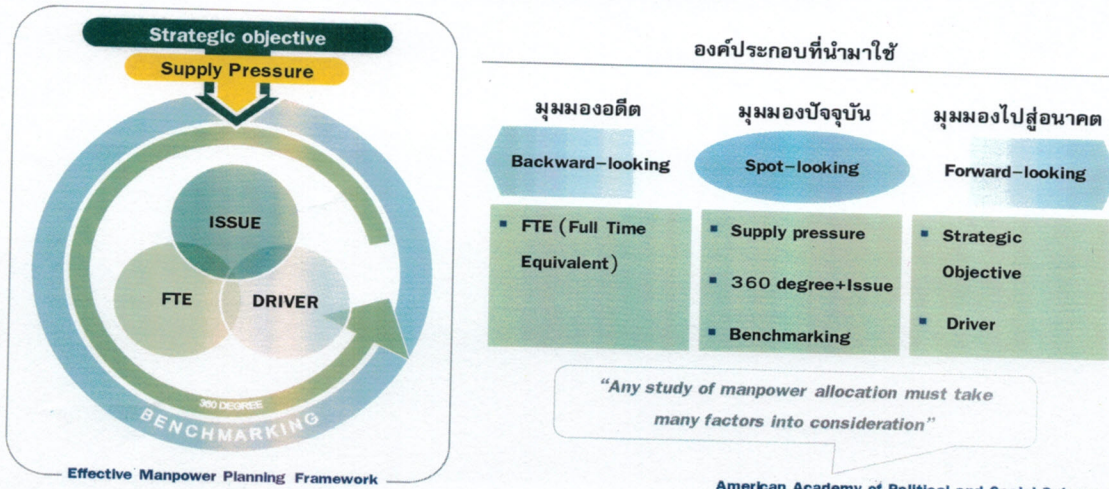 Strategic objective
Supply Pressure
ISSUE
FTE
DRIVER
360 DEGREE
BENCHMARKING
Effective Manpower Planning Framework
องค์ประกอบที่นำมาใช้
มุมมองอดีต
Backward-looking
▪ FTE (Full Time
Equivalent)
มุมมองปัจจุบัน
Spot-looking
▪ Supply pressure
▪ 360 degree+Issue
▪ Benchmarking
มุมมองไปสู่อนาคต
Forward-looking
▪ Strategic
Objective
▪ Driver
"Any study of manpower allocation must take
many factors into consideration"
American Academy of Political and Social